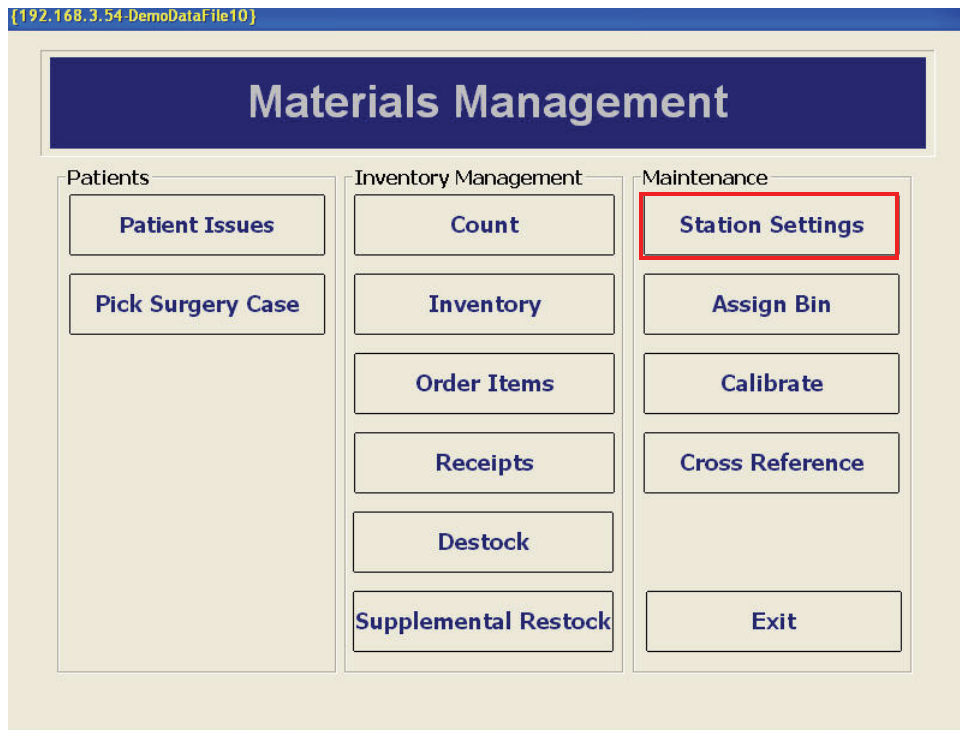 {192.168.3.54-DemoDataFile10}
Materials Management
Patients
Patient Issues
Pick Surgery Case
Inventory Management
Count
Inventory
Order Items
Receipts
Destock
Supplemental Restock
Maintenance
Station Settings
Assign Bin
Calibrate
Cross Reference
Exit